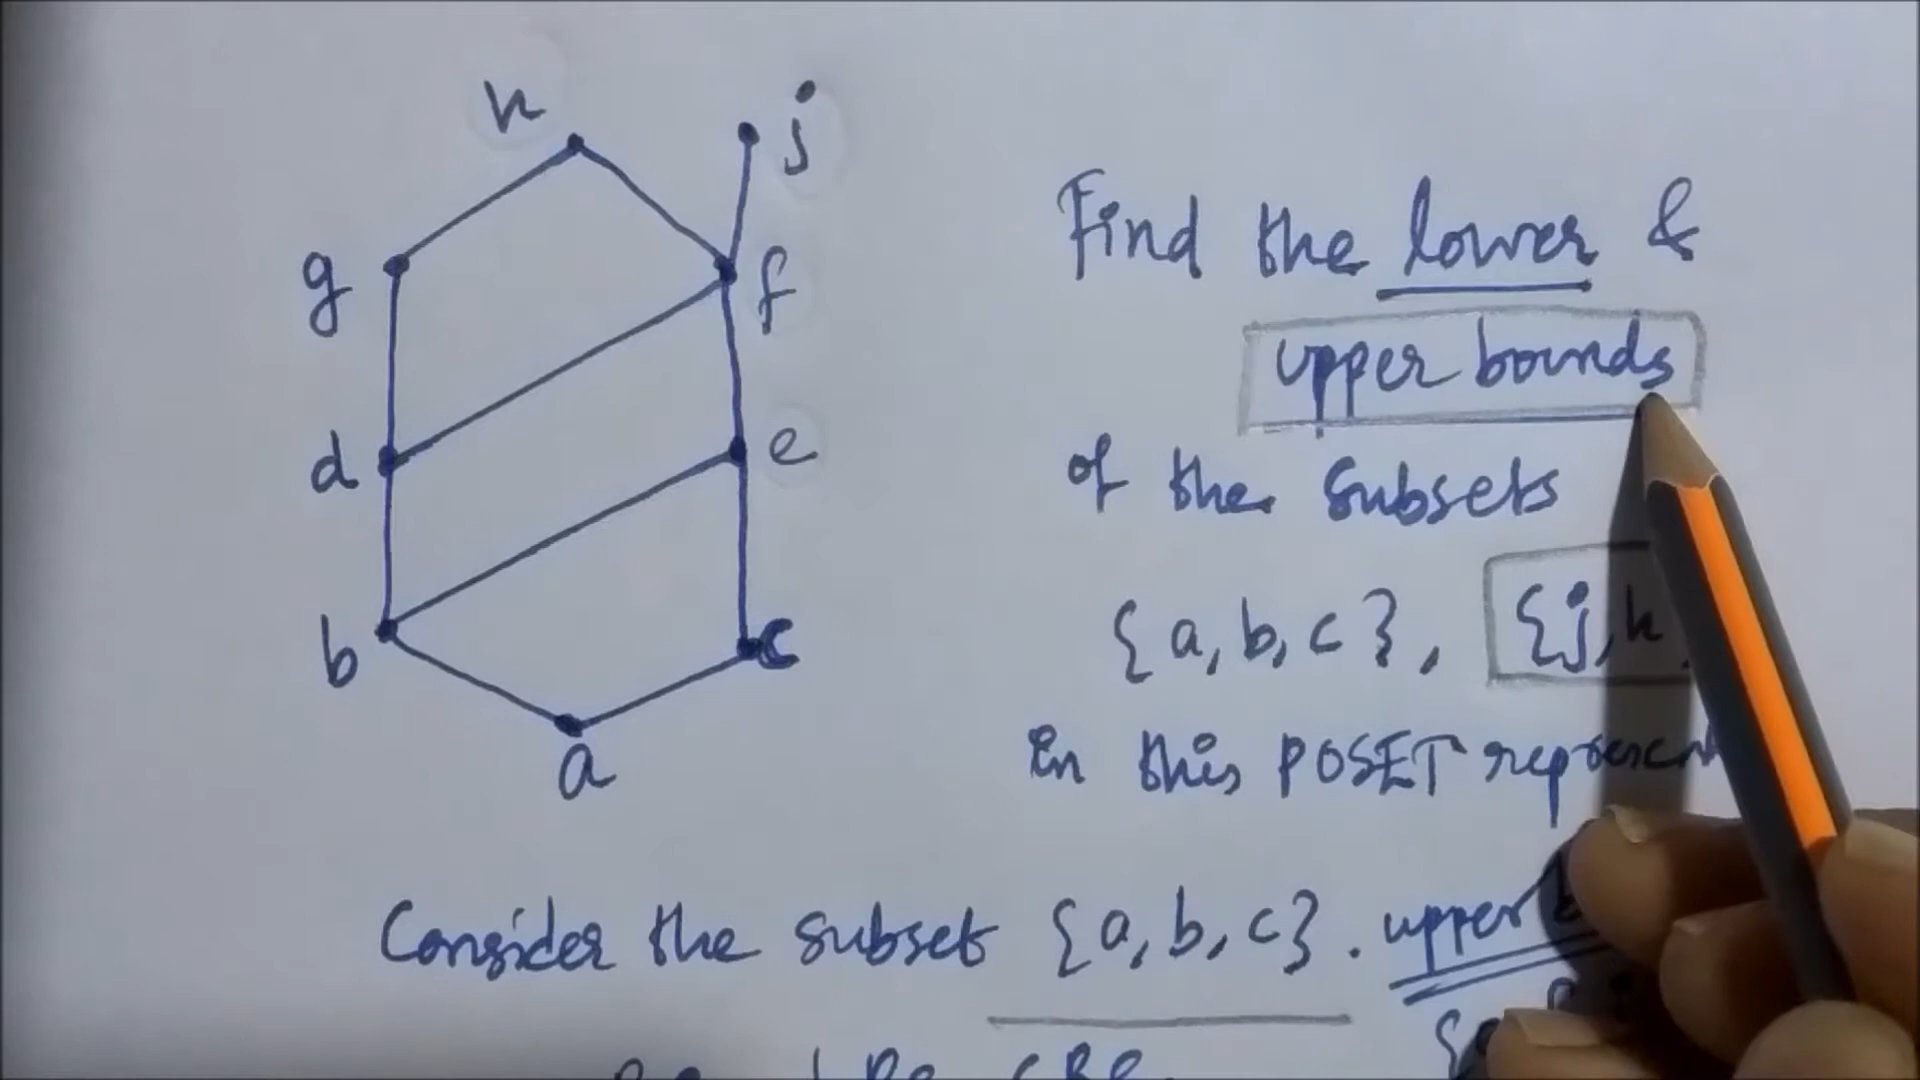 h
j
g
f
d
e
b
c
a
Find the lower &
upper bounds
of the subsets
{a, b, c}, {j, h
in this POSET
Consider the subset {a, b, c}. upper